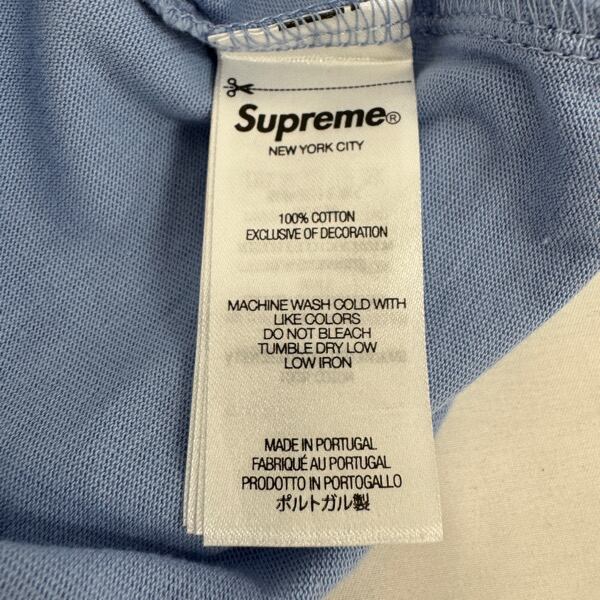 Supreme®
NEW YORK CITY
100% COTTON
EXCLUSIVE OF DECORATION
MACHINE WASH COLD WITH
LIKE COLORS
DO NOT BLEACH
TUMBLE DRY LOW
LOW IRON
MADE IN PORTUGAL
FABRIQUÉ AU PORTUGAL
PRODOTTO IN PORTOGALLO
ポルトガル製